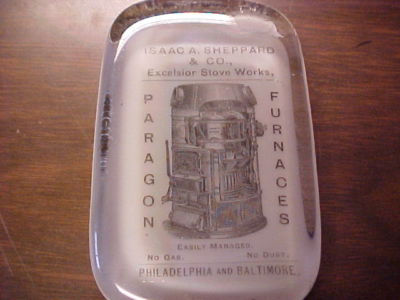 ISAAC A. SHEPPARD
& CO.,
Excelsior Stove Works,
PARAGON
FURNACES
EASILY MANAGED.
NO GAS. NO DUST.
PHILADELPHIA AND BALTIMORE.